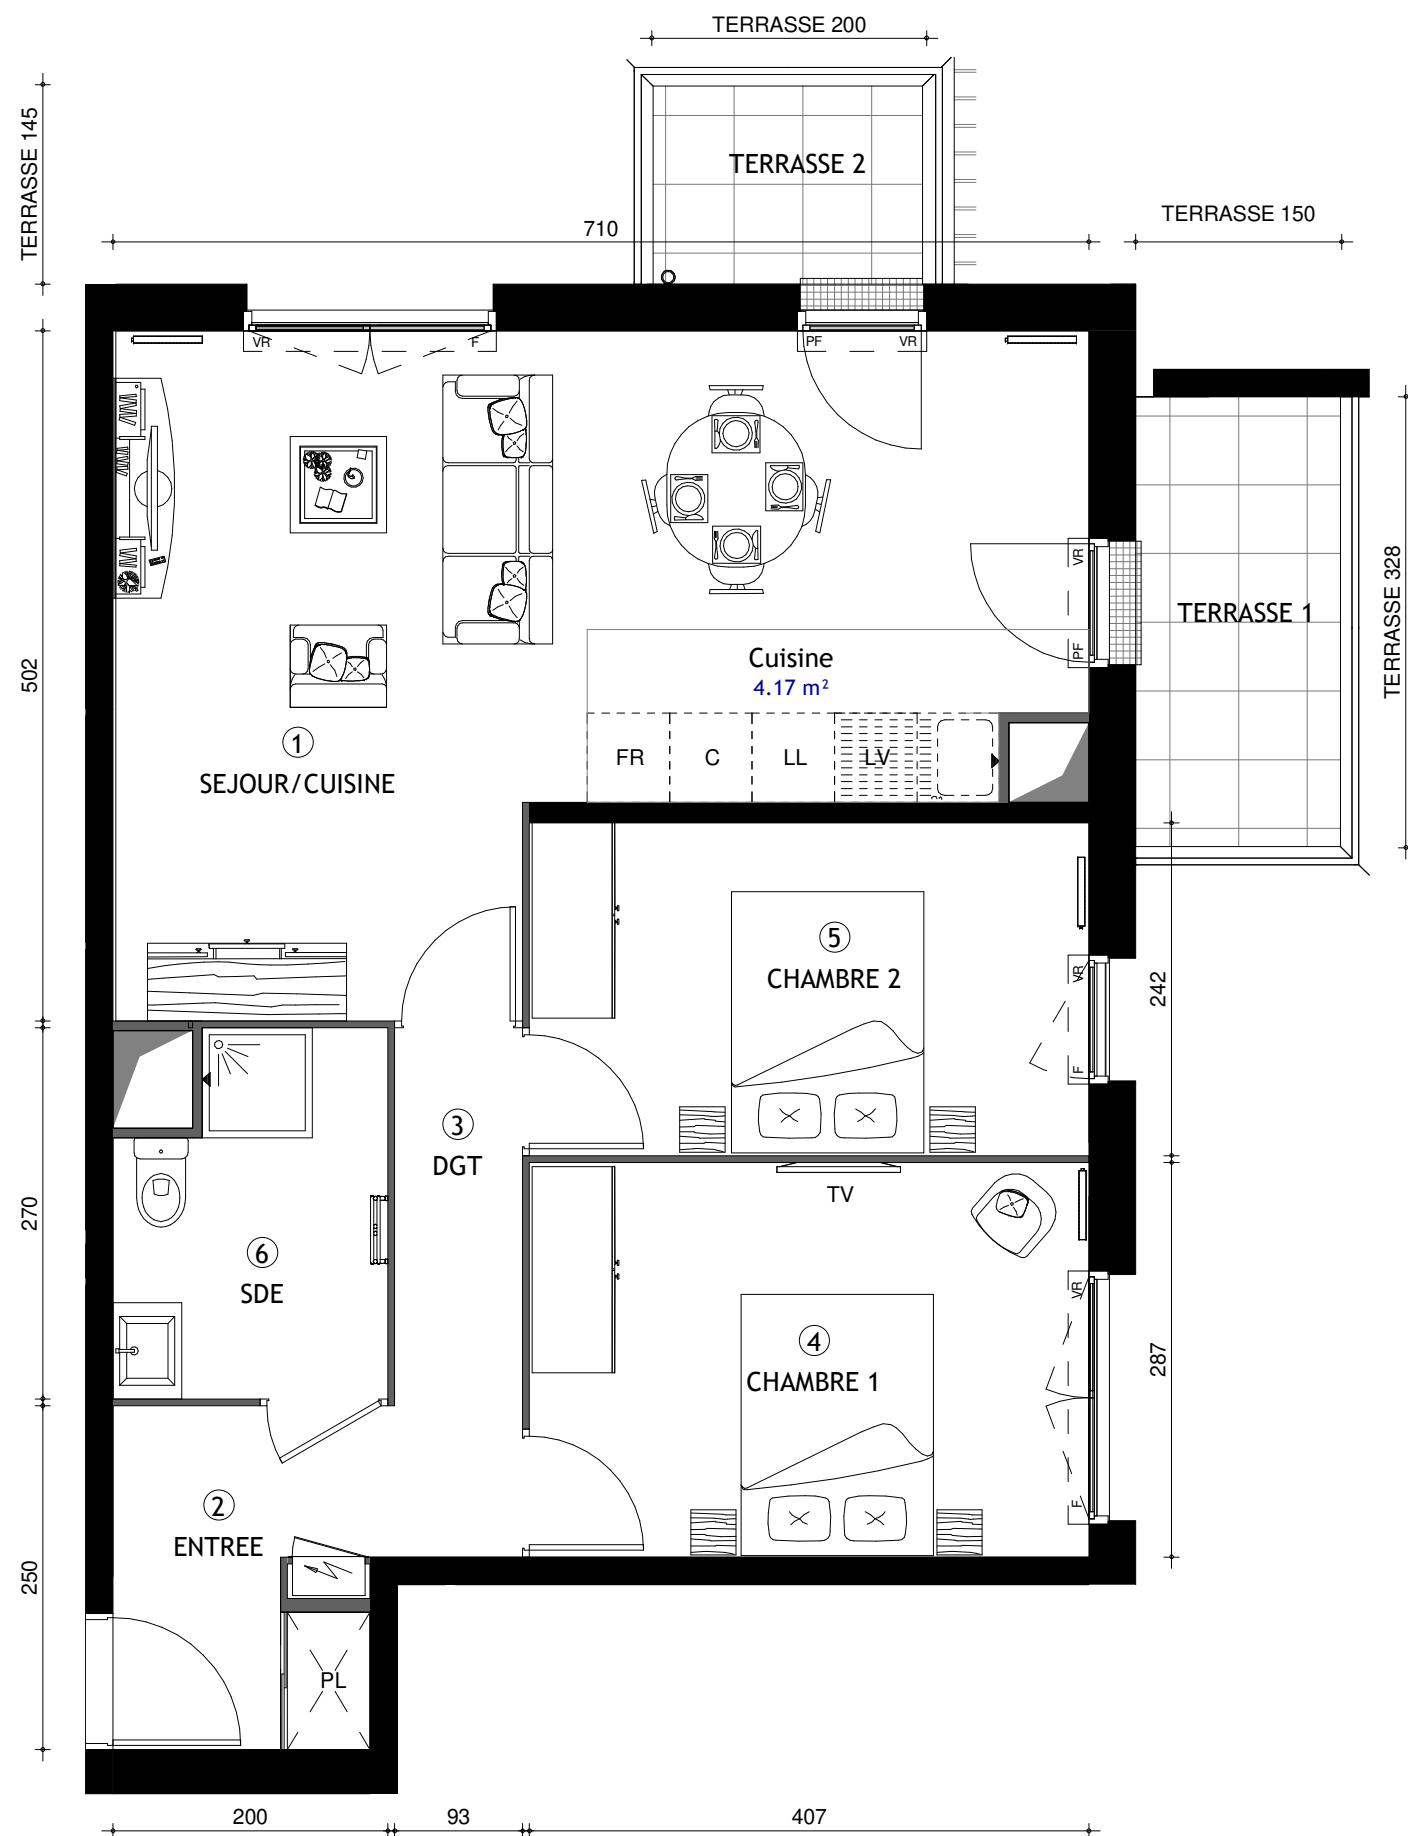 TERRASSE 200
TERRASSE 145
TERRASSE 2
TERRASSE 150
710
VR
F
PF
VR
VR
PF
TERRASSE 1
TERRASSE 328
502
Cuisine
4.17 m²
FR
C
LL
LV
1
SEJOUR/CUISINE
5
CHAMBRE 2
VR
F
242
3
DGT
TV
270
6
SDE
VR
F
4
CHAMBRE 1
287
2
ENTREE
250
PL
200
93
407